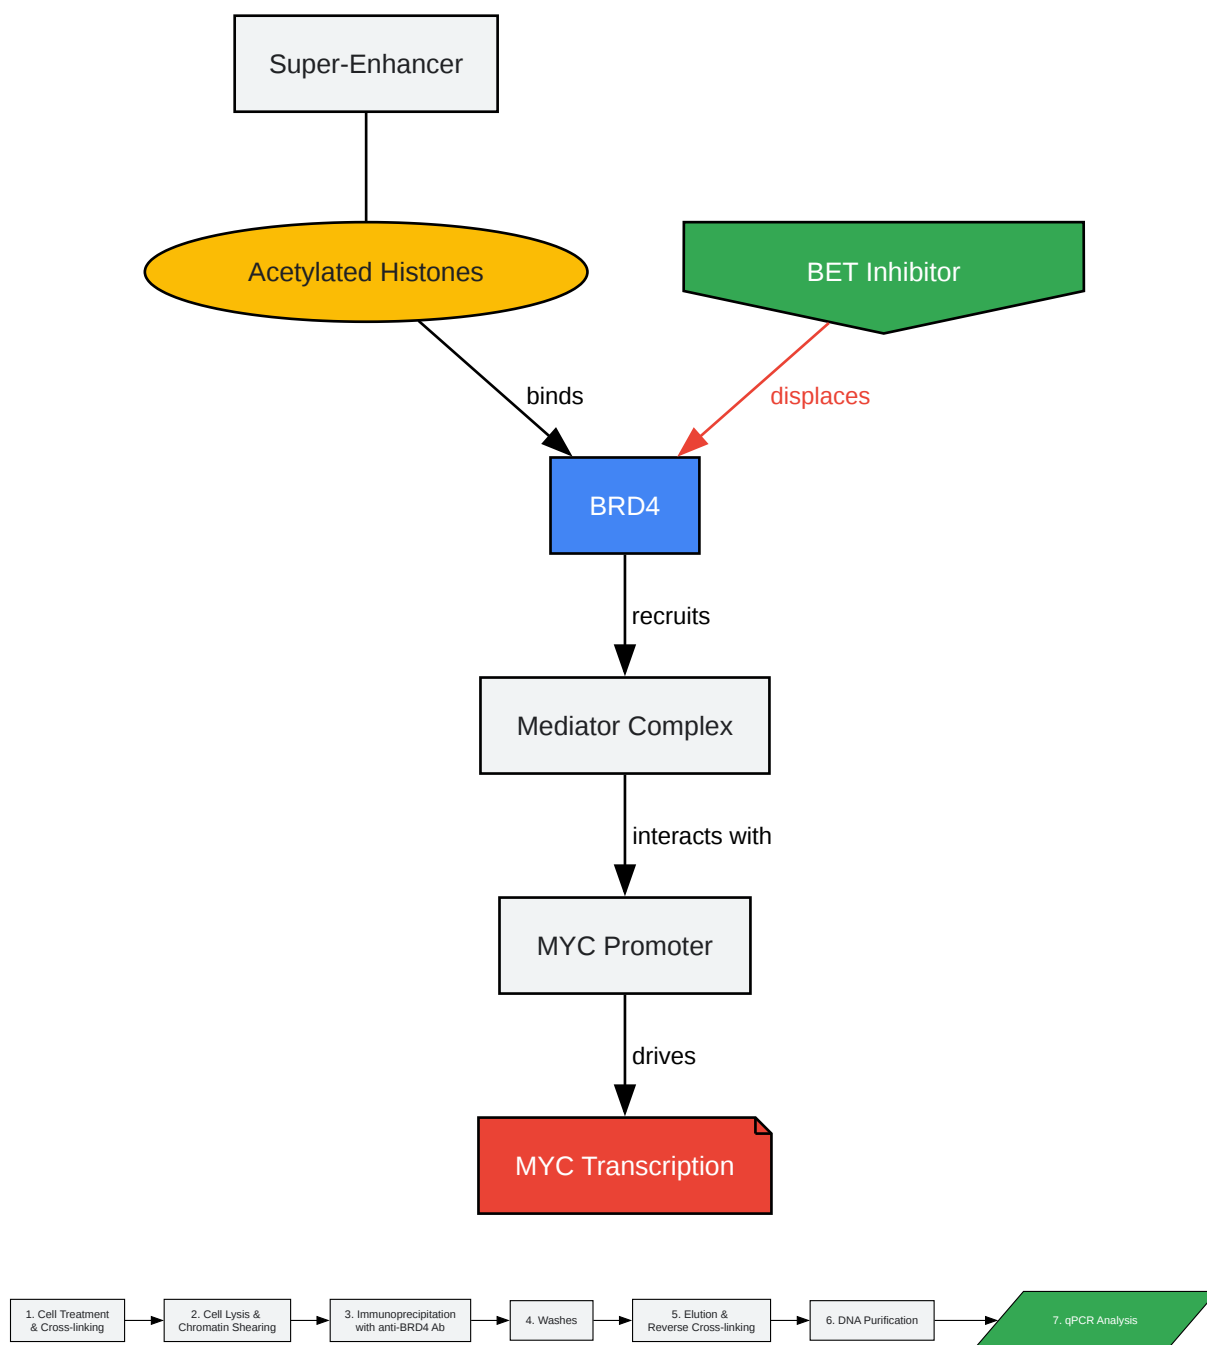 Super-Enhancer
Acetylated Histones
BET Inhibitor
binds
displaces
BRD4
recruits
Mediator Complex
interacts with
MYC Promoter
drives
MYC Transcription
1. Cell Treatment
& Cross-linking
2. Cell Lysis &
Chromatin Shearing
3. Immunoprecipitation
with anti-BRD4 Ab
4. Washes
5. Elution &
Reverse Cross-linking
6. DNA Purification
7. qPCR Analysis